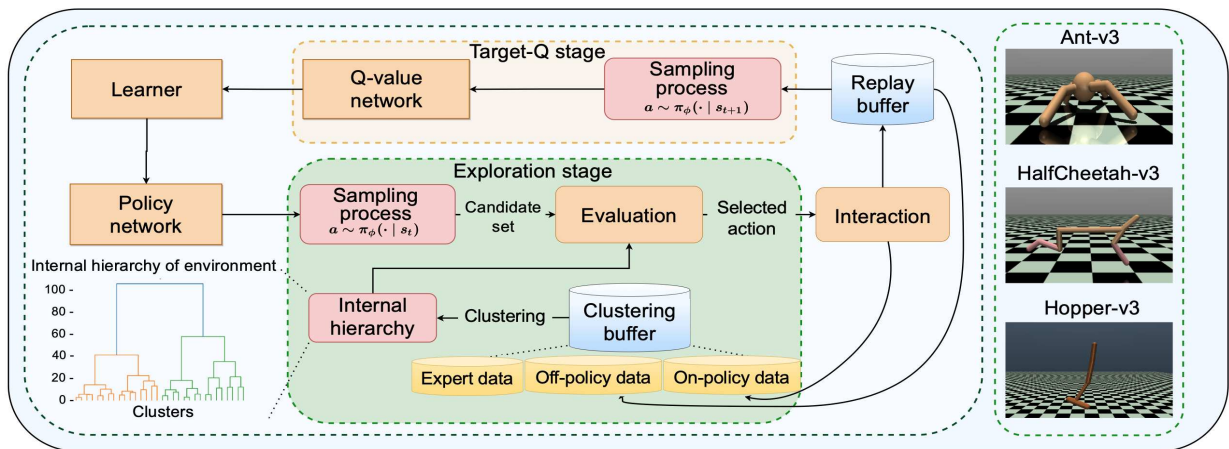 Target-Q stage
Learner
Q-value
network
Sampling
process
a ∼ π_ϕ(· | s_{t+1})
Replay
buffer
Exploration stage
Policy
network
Sampling
process
a ∼ π_ϕ(· | s_t)
Candidate
set
Evaluation
Selected
action
Interaction
Internal hierarchy of environment
100 -
80 -
60 -
40 -
20 -
0 -
Clusters
Internal
hierarchy
Clustering
Clustering
buffer
Expert data
Off-policy data
On-policy data
Ant-v3
HalfCheetah-v3
Hopper-v3